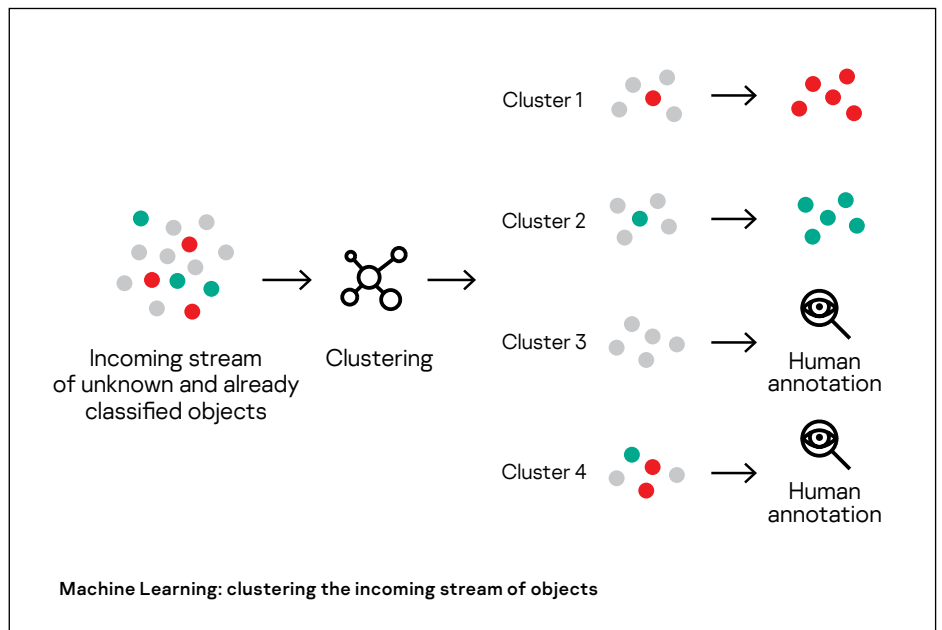 Cluster 1
Cluster 2
Incoming stream
of unknown and already
classified objects
Clustering
Cluster 3
Human
annotation
Cluster 4
Human
annotation
Machine Learning: clustering the incoming stream of objects